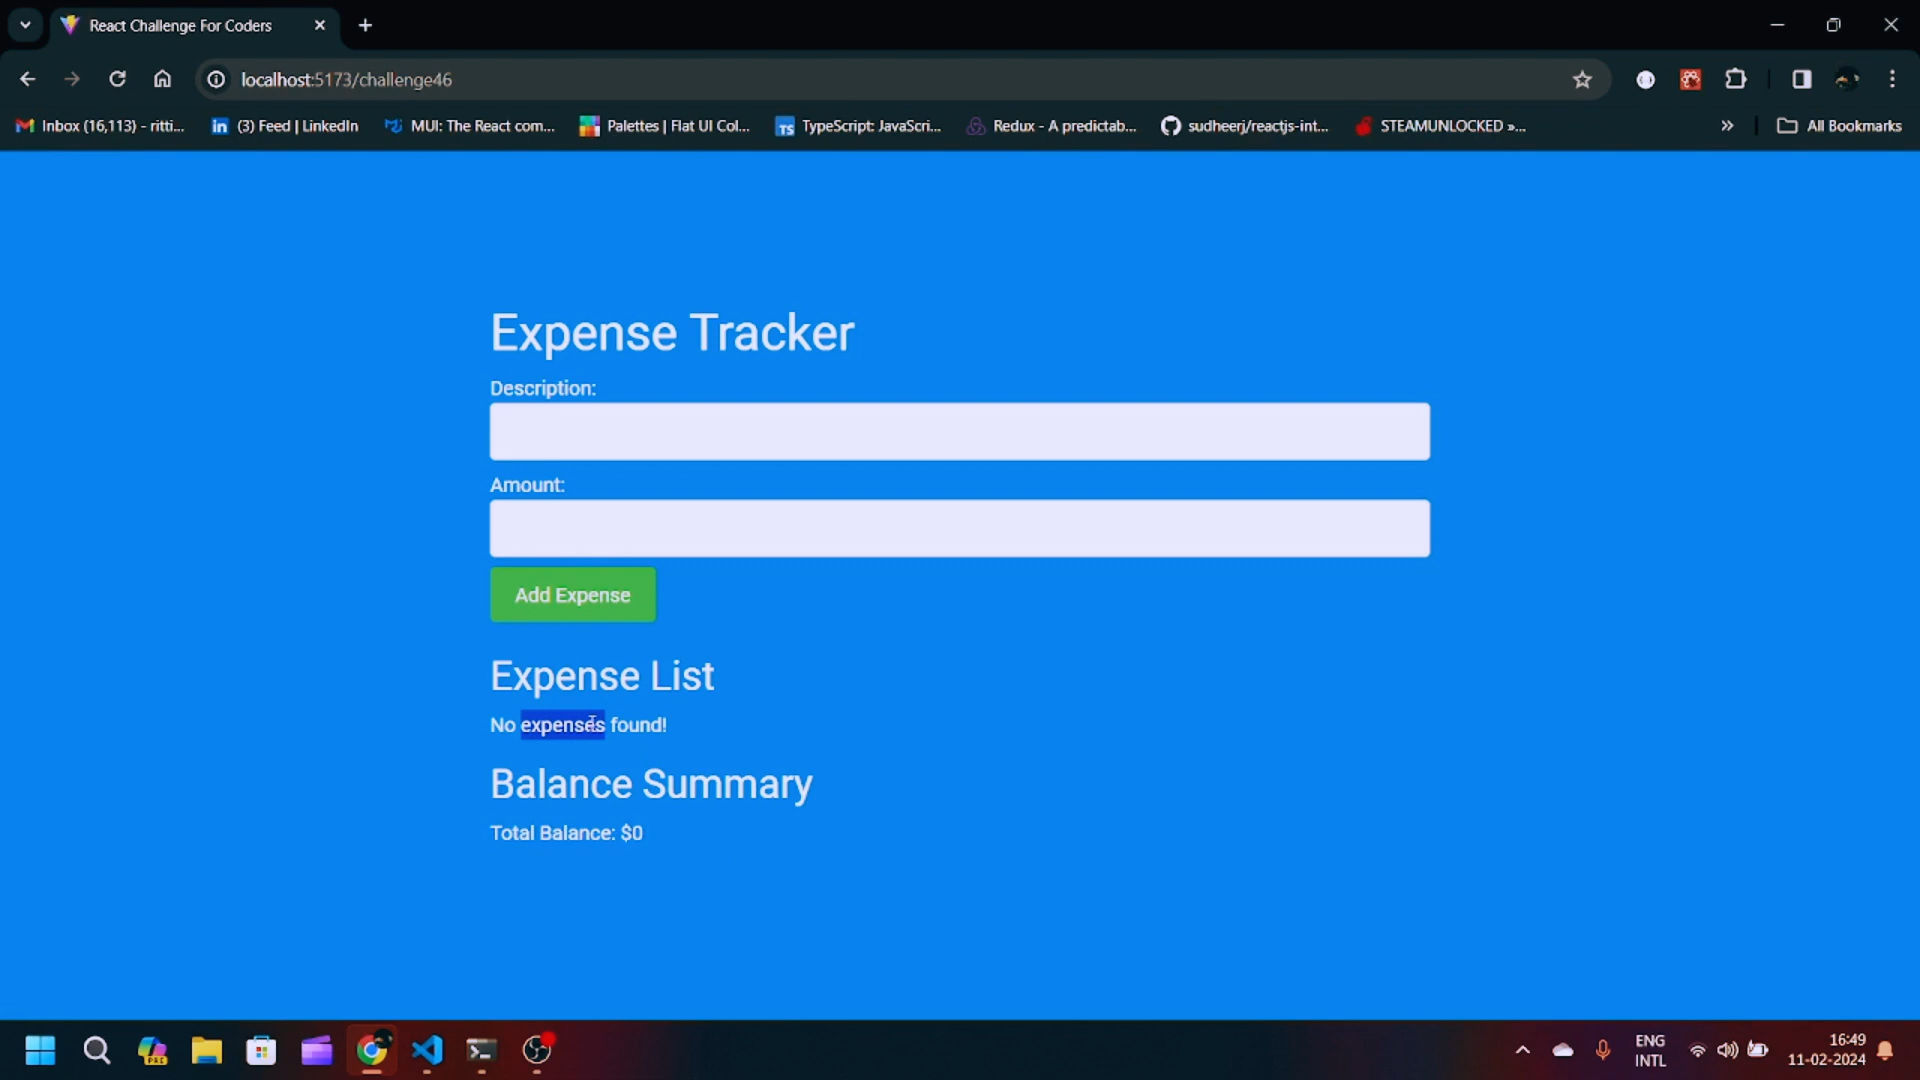 React Challenge For Coders
localhost:5173/challenge46
Inbox (16,113) - ritti...
(3) Feed | LinkedIn
MUI: The React com...
Palettes | Flat UI Col...
TypeScript: JavaScri...
Redux - A predictab...
sudheerj/reactjs-int...
STEAMUNLOCKED »...
All Bookmarks
Expense Tracker
Description:
Amount:
Add Expense
Expense List
No expenses found!
Balance Summary
Total Balance: $0
PRE
ENG
INTL
16:49
11-02-2024